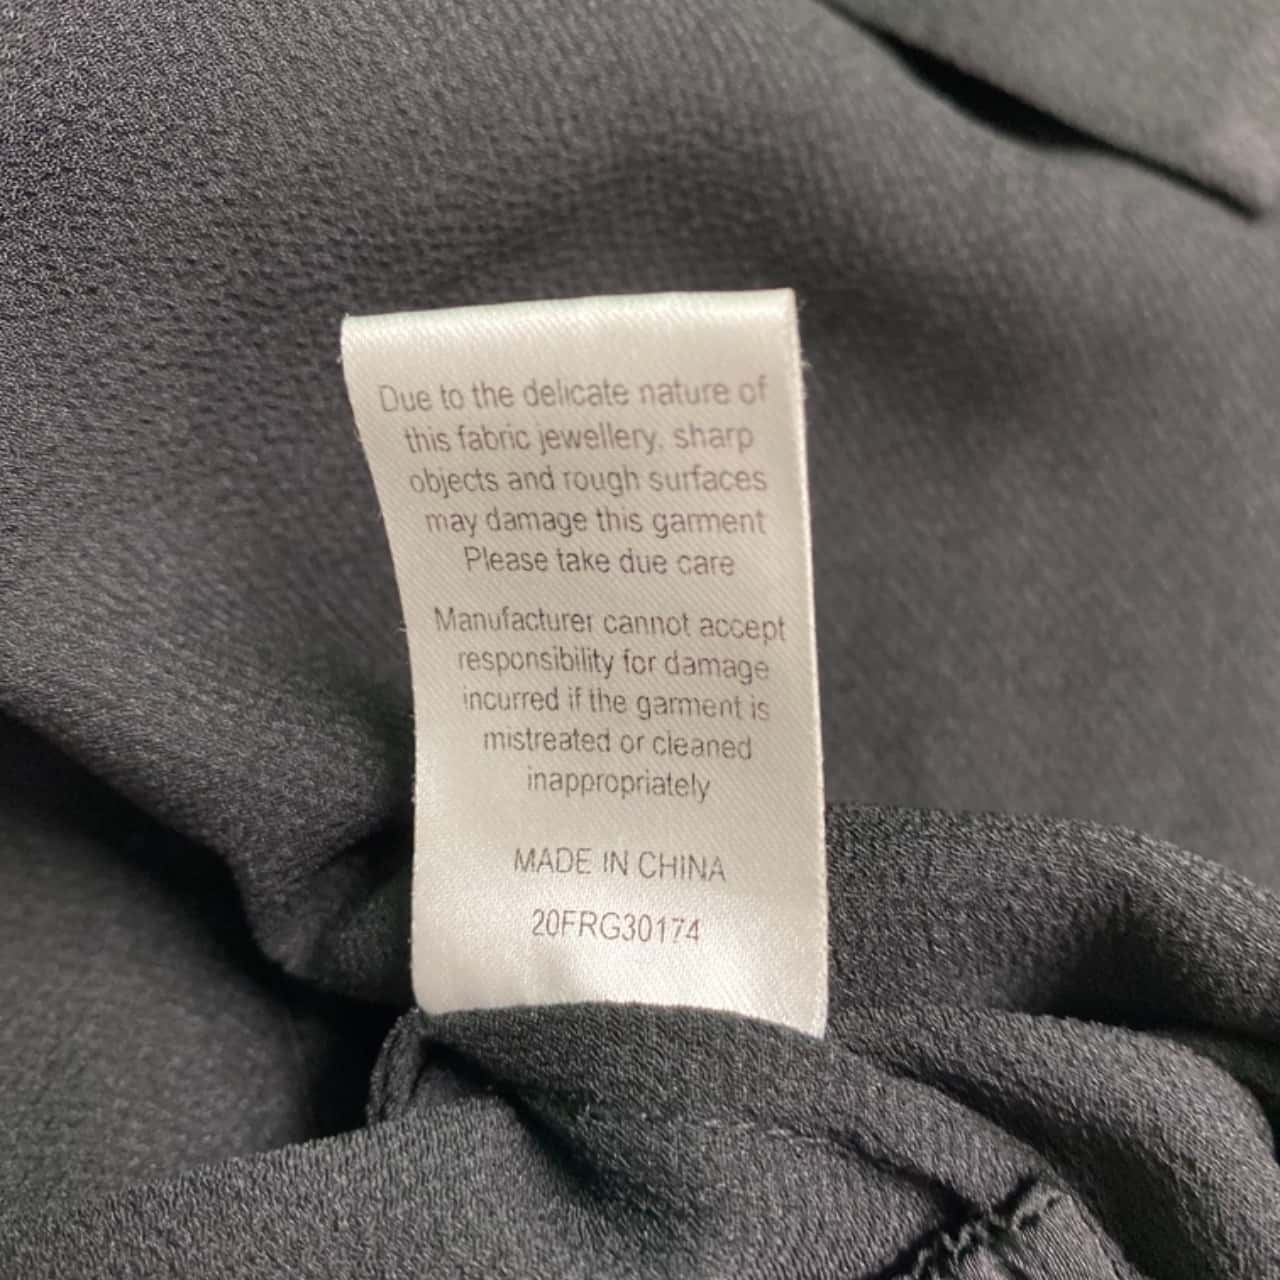 Due to the delicate nature of
this fabric jewellery, sharp
objects and rough surfaces
may damage this garment
Please take due care
Manufacturer cannot accept
responsibility for damage
incurred if the garment is
mistreated or cleaned
inappropriately
MADE IN CHINA
20FRG30174